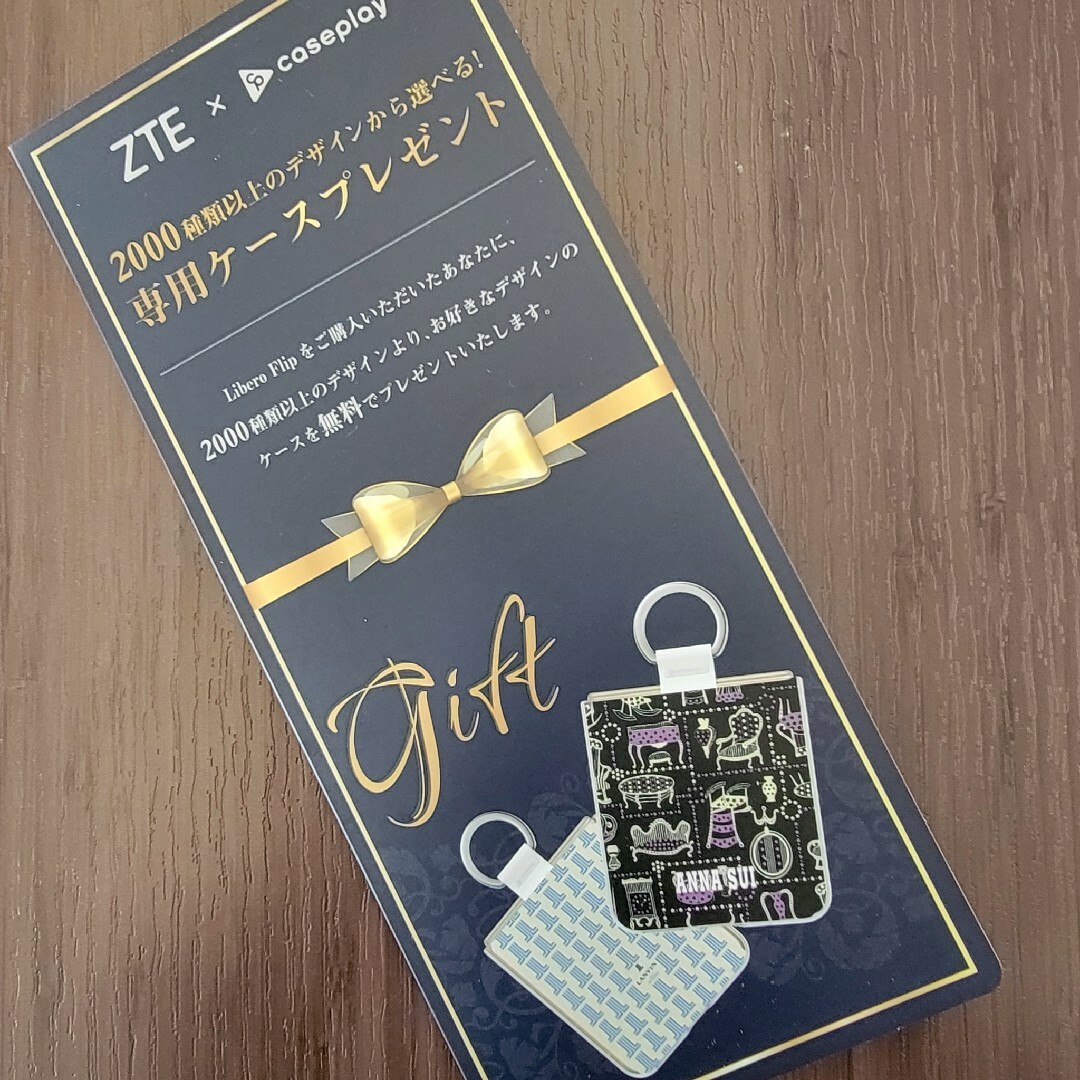 ZTE × caseplay
2000種類以上のデザインから選べる!
専用ケースプレゼント
Libero Flip をご購入いただいたあなたに、
2000種類以上のデザインより、お好きなデザインの
ケースを無料でプレゼントいたします。
gift
ANNA SUI
LANVIN